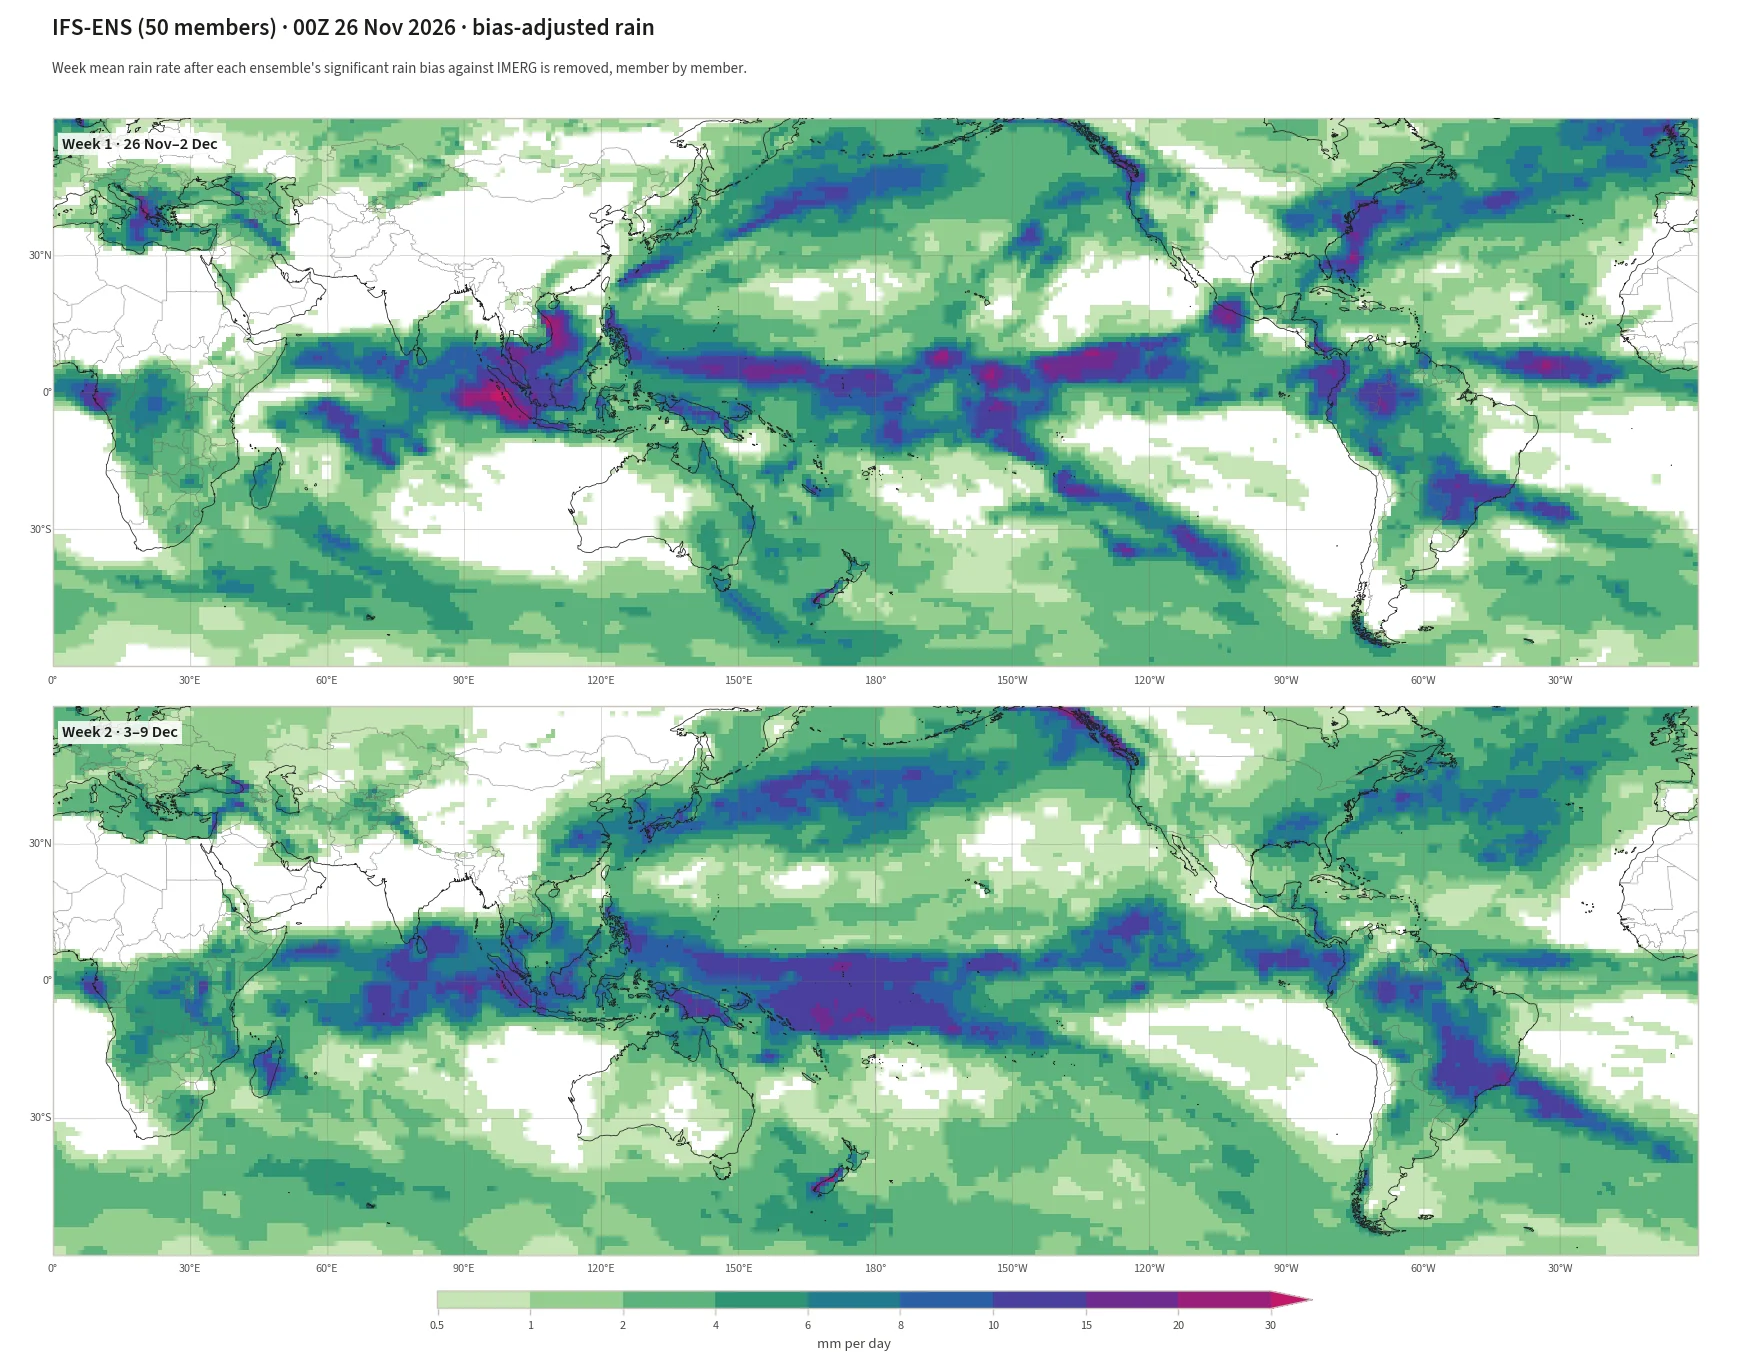 IFS-ENS (50 members) · 00Z 26 Nov 2026 · bias-adjusted rain
Week mean rain rate after each ensemble's significant rain bias against IMERG is removed, member by member.
Week 1 · 26 Nov–2 Dec
30°N
0°
30°S
0° 30°E 60°E 90°E 120°E 150°E 180° 150°W 120°W 90°W 60°W 30°W
Week 2 · 3–9 Dec
30°N
0°
30°S
0° 30°E 60°E 90°E 120°E 150°E 180° 150°W 120°W 90°W 60°W 30°W
0.5 1 2 4 6 8 10 15 20 30
mm per day